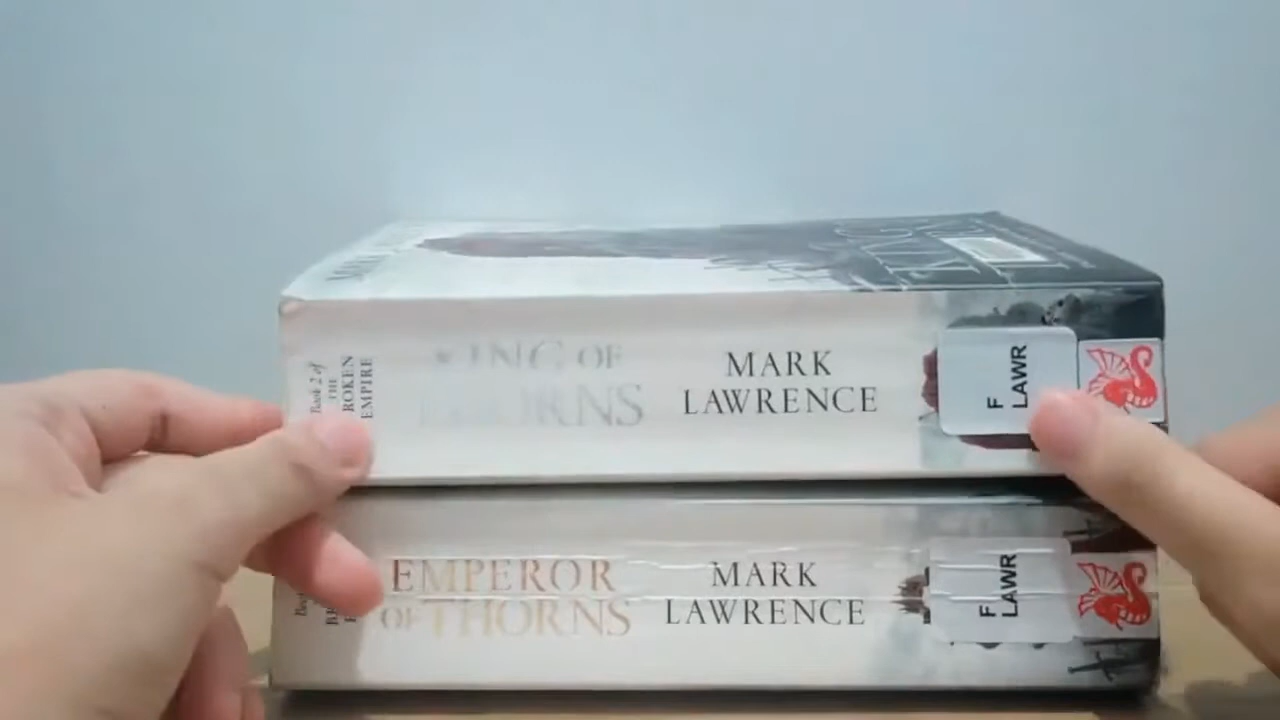 Book 2 of
THE
BROKEN
EMPIRE
KING OF
THORNS
MARK
LAWRENCE
F
LAWR
EMPEROR
OF THORNS
MARK
LAWRENCE
F
LAWR